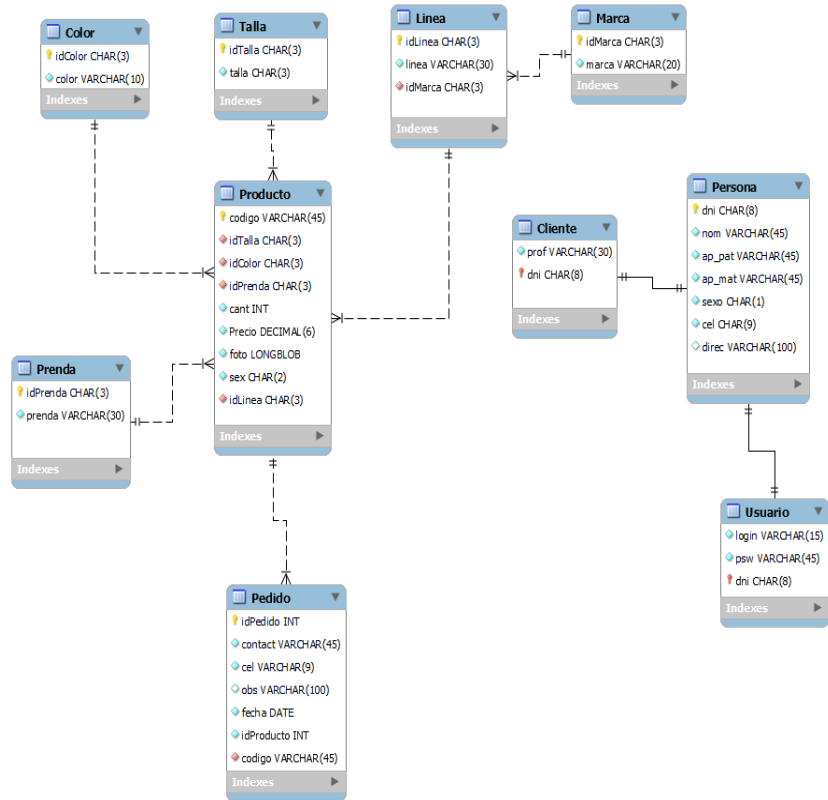 Color
idColor CHAR(3)
color VARCHAR(10)
Indexes
Talla
idTalla CHAR(3)
talla CHAR(3)
Indexes
Linea
idLinea CHAR(3)
linea VARCHAR(30)
idMarca CHAR(3)
Indexes
Marca
idMarca CHAR(3)
marca VARCHAR(20)
Indexes
Producto
codigo VARCHAR(45)
idTalla CHAR(3)
idColor CHAR(3)
idPrenda CHAR(3)
cant INT
Precio DECIMAL(6)
foto LONGBLOB
sex CHAR(2)
idLinea CHAR(3)
Indexes
Cliente
prof VARCHAR(30)
dni CHAR(8)
Indexes
Persona
dni CHAR(8)
nom VARCHAR(45)
ap_pat VARCHAR(45)
ap_mat VARCHAR(45)
sexo CHAR(1)
cel CHAR(9)
direc VARCHAR(100)
Indexes
Prenda
idPrenda CHAR(3)
prenda VARCHAR(30)
Indexes
Usuario
login VARCHAR(15)
psw VARCHAR(45)
dni CHAR(8)
Indexes
Pedido
idPedido INT
contact VARCHAR(45)
cel VARCHAR(9)
obs VARCHAR(100)
fecha DATE
idProducto INT
codigo VARCHAR(45)
Indexes